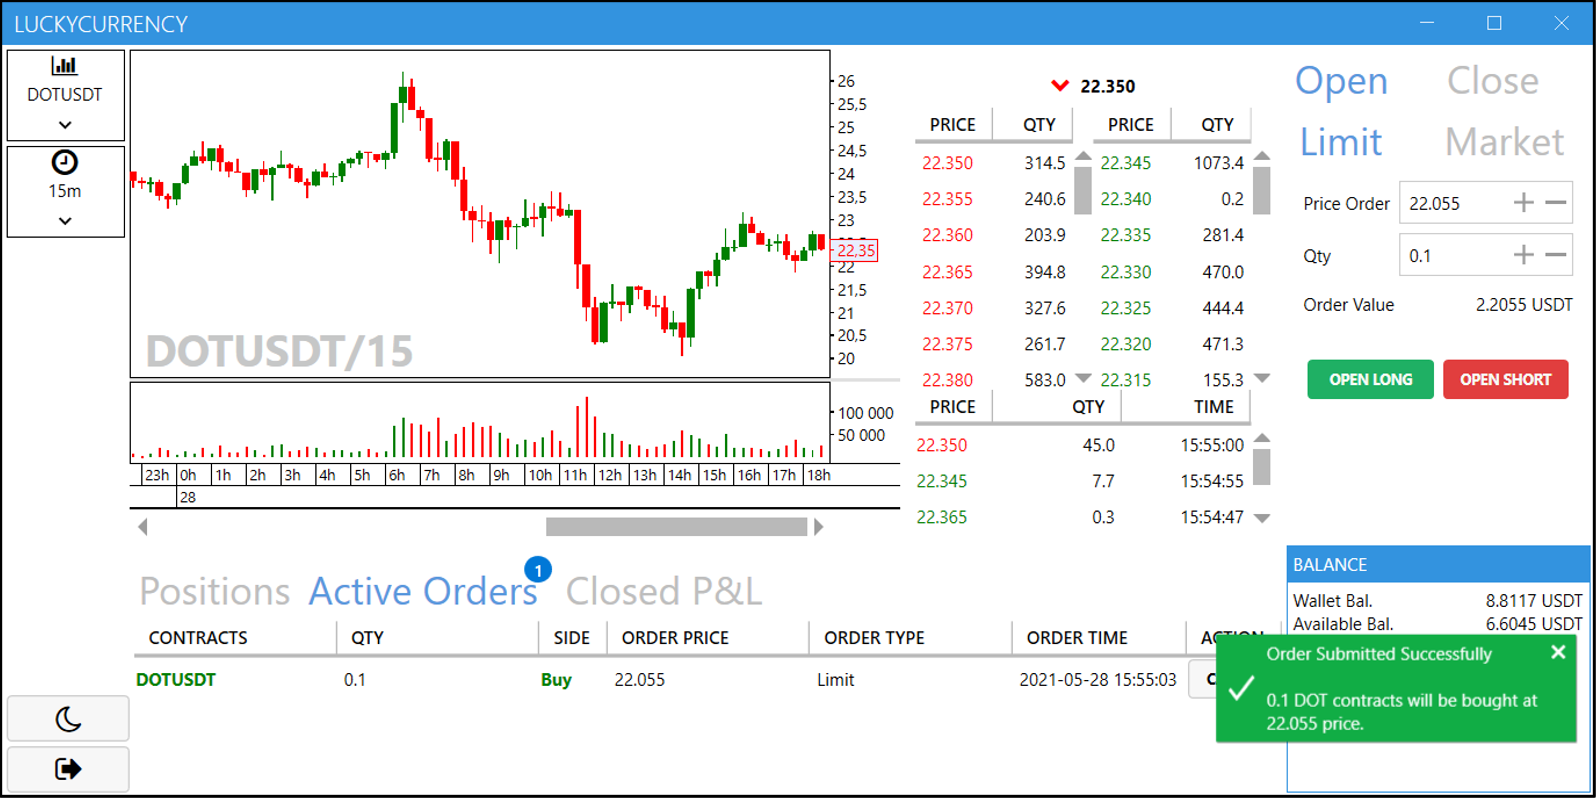 LUCKYCURRENCY
DOTUSDT
15m
26
25,5
25
24,5
24
23,5
23
22,35
22
21,5
21
20,5
20
DOTUSDT/15
100 000
50 000
23h 0h 1h 2h 3h 4h 5h 6h 7h 8h 9h 10h 11h 12h 13h 14h 15h 16h 17h 18h
28
22.350
PRICE QTY PRICE QTY
22.350 314.5 22.345 1073.4
22.355 240.6 22.340 0.2
22.360 203.9 22.335 281.4
22.365 394.8 22.330 470.0
22.370 327.6 22.325 444.4
22.375 261.7 22.320 471.3
22.380 583.0 22.315 155.3
PRICE QTY TIME
22.350 45.0 15:55:00
22.345 7.7 15:54:55
22.365 0.3 15:54:47
Open Close
Limit Market
Price Order 22.055
Qty 0.1
Order Value 2.2055 USDT
OPEN LONG OPEN SHORT
Positions Active Orders 1 Closed P&L
CONTRACTS QTY SIDE ORDER PRICE ORDER TYPE ORDER TIME ACTION
DOTUSDT 0.1 Buy 22.055 Limit 2021-05-28 15:55:03
BALANCE
Wallet Bal. 8.8117 USDT
Available Bal. 6.6045 USDT
Order Submitted Successfully
0.1 DOT contracts will be bought at
22.055 price.